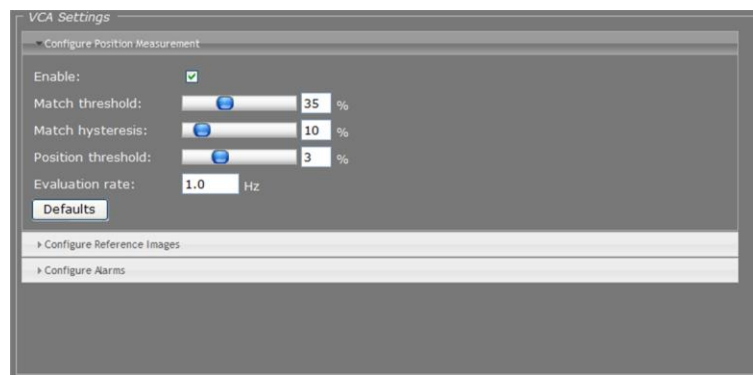 VCA Settings
Configure Position Measurement
Enable:
Match threshold: 35 %
Match hysteresis: 10 %
Position threshold: 3 %
Evaluation rate: 1.0 Hz
Defaults
Configure Reference Images
Configure Alarms